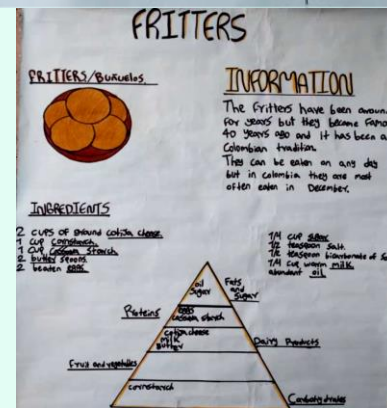 FRITTERS
FRITTERS/BUÑUELOS.
INFORMATION
The Fritters have been aroun
For years but they became Famo
40 years ago and it has been a
Colombian tradition.
They can be eaten on any day
but in colombia they are most
often eaten in December.
INGREDIENTS
2 cups of ground cotija cheese
1 cup cornstarch.
1 cup cassava starch
2 butter spoons
2 beaten eggs
1/4 cup sugar
1/2 teaspoon salt.
1/2 teaspoon bicarbonate of So
1/4 cup warm milk
abundant oil
oil
sugar
Fats
and
sugar
Proteins
eggs
cassava starch
cotija cheese
milk
butter
Dairy Products
Fruit and vegetables
cornstarch
Carbohydrates